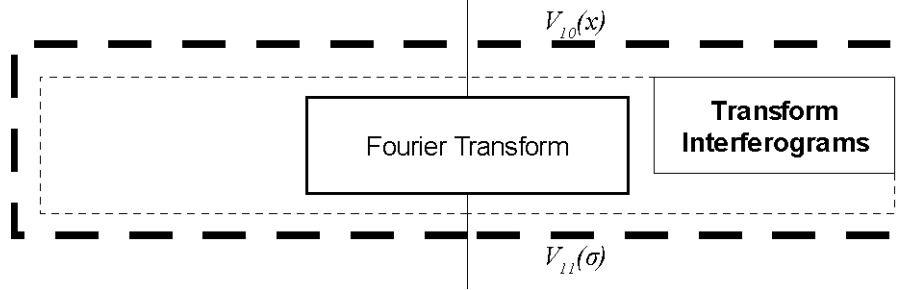 V₁₀(x)
Transform
Interferograms
Fourier Transform
V₁₁(σ)